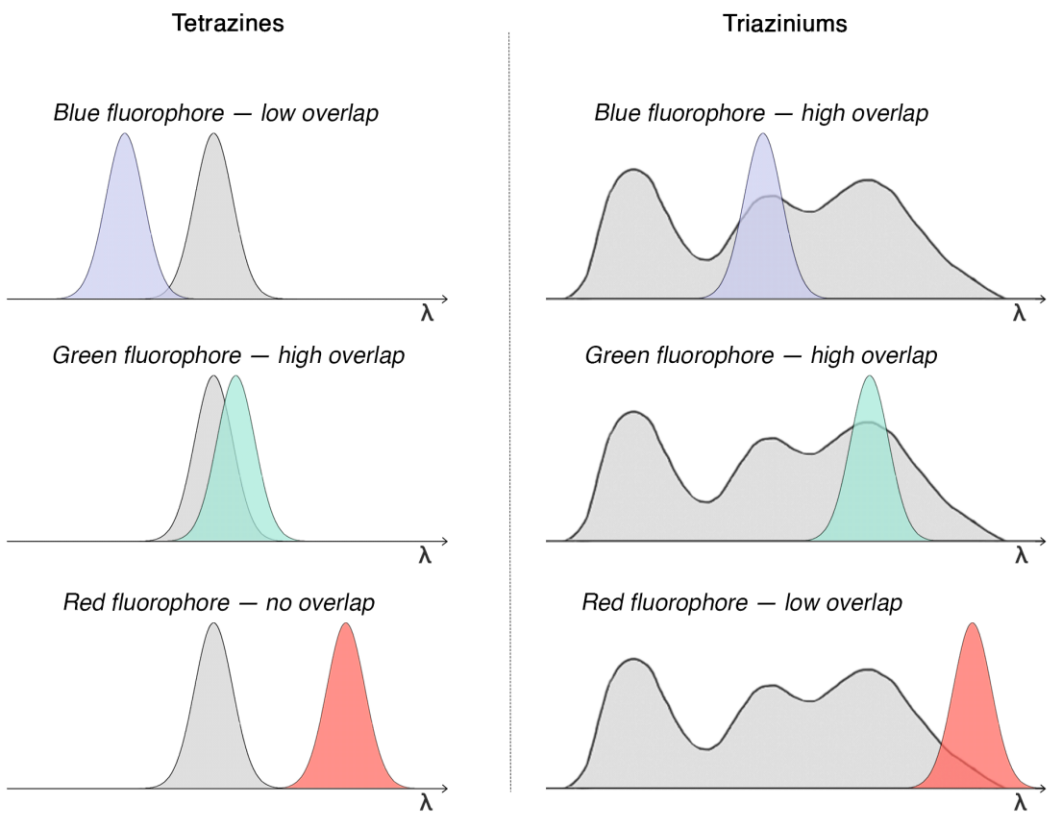 Tetrazines
Triaziniums
Blue fluorophore — low overlap
Blue fluorophore — high overlap
λ
λ
Green fluorophore — high overlap
Green fluorophore — high overlap
λ
λ
Red fluorophore — no overlap
Red fluorophore — low overlap
λ
λ